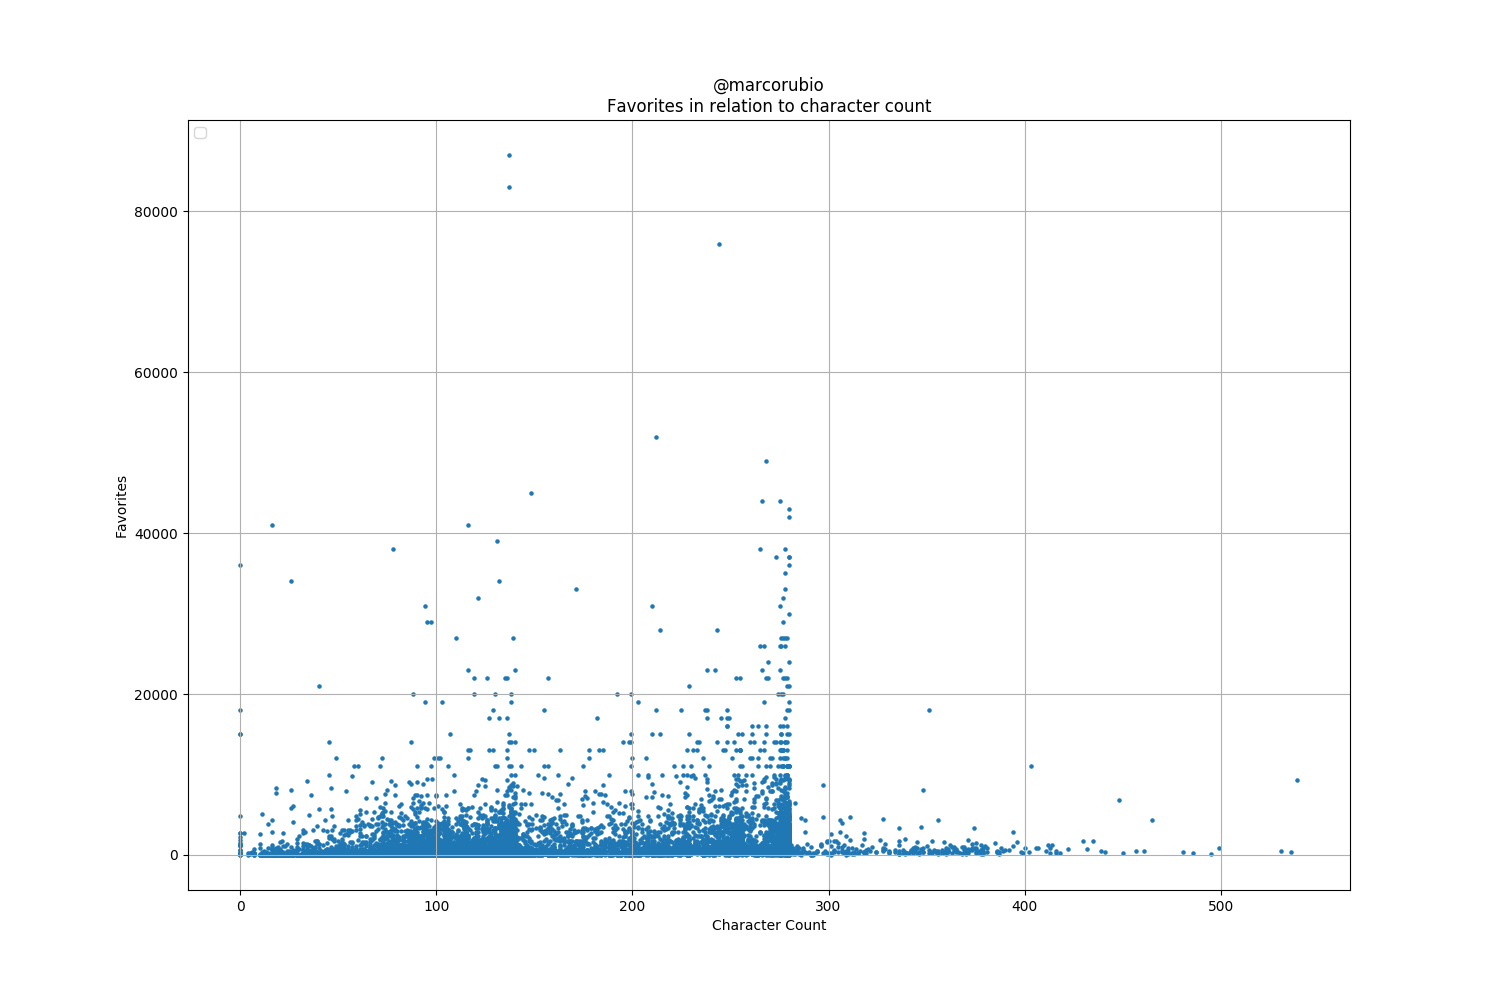 @marcorubio
Favorites in relation to character count
80000
60000
40000
20000
0
Favorites
0 100 200 300 400 500
Character Count